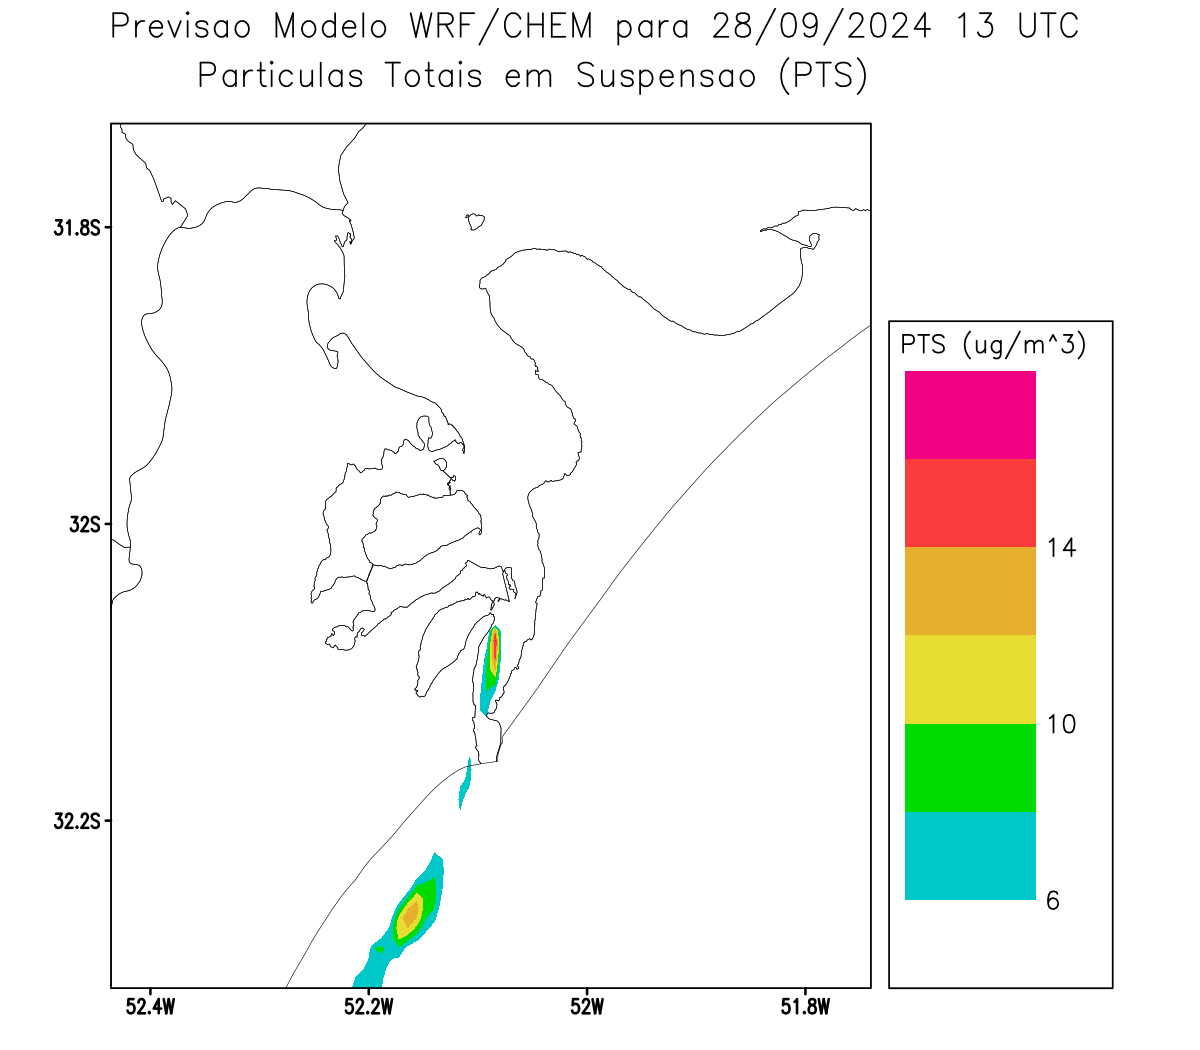 Previsao Modelo WRF/CHEM para 28/09/2024 13 UTC
Particulas Totais em Suspensao (PTS)
31.8S
32S
32.2S
52.4W
52.2W
52W
51.8W
PTS (ug/m^3)
14
10
6